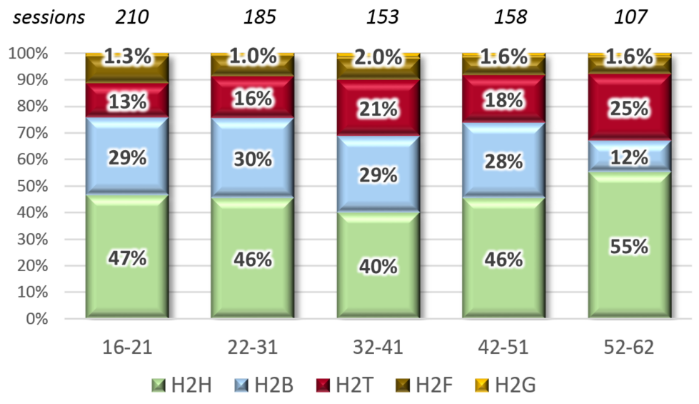 sessions 210 185 153 158 107
100% 1.3% 1.0% 2.0% 1.6% 1.6%
90%
80% 13% 16% 21% 18% 25%
70%
60% 29% 30% 29% 28% 12%
50%
40%
30% 47% 46% 40% 46% 55%
20%
10%
0%
16-21 22-31 32-41 42-51 52-62
H2H H2B H2T H2F H2G